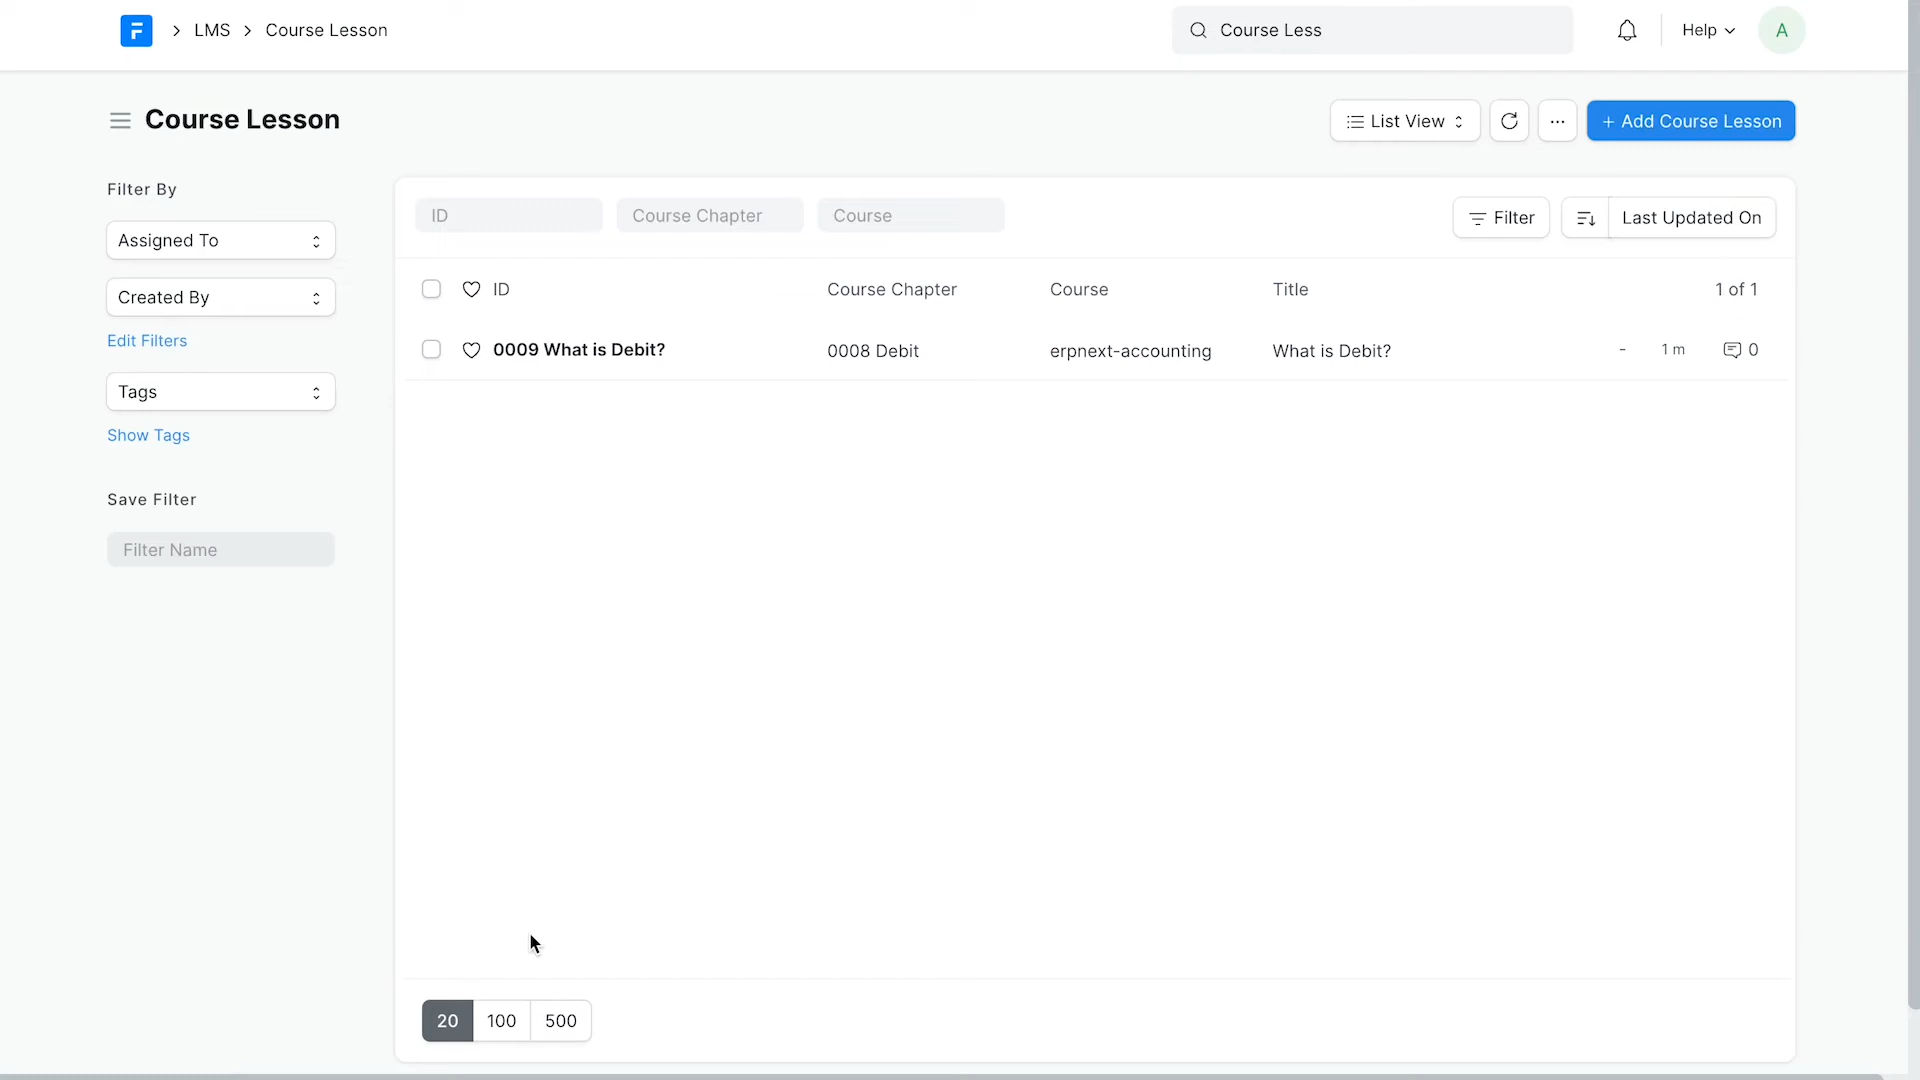 F > LMS > Course Lesson
Course Less
Help
A
Course Lesson
List View
...
+ Add Course Lesson
Filter By
Assigned To
Created By
Edit Filters
Tags
Show Tags
Save Filter
Filter Name
ID Course Chapter Course
Filter
Last Updated On
ID Course Chapter Course Title 1 of 1
0009 What is Debit? 0008 Debit erpnext-accounting What is Debit? - 1 m 0
20 100 500